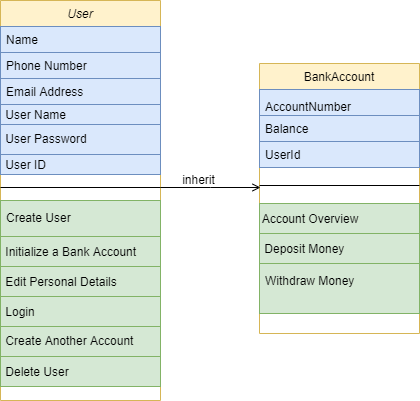 User
Name
Phone Number
Email Address
User Name
User Password
User ID
Create User
Initialize a Bank Account
Edit Personal Details
Login
Create Another Account
Delete User
inherit
BankAccount
AccountNumber
Balance
UserId
Account Overview
Deposit Money
Withdraw Money